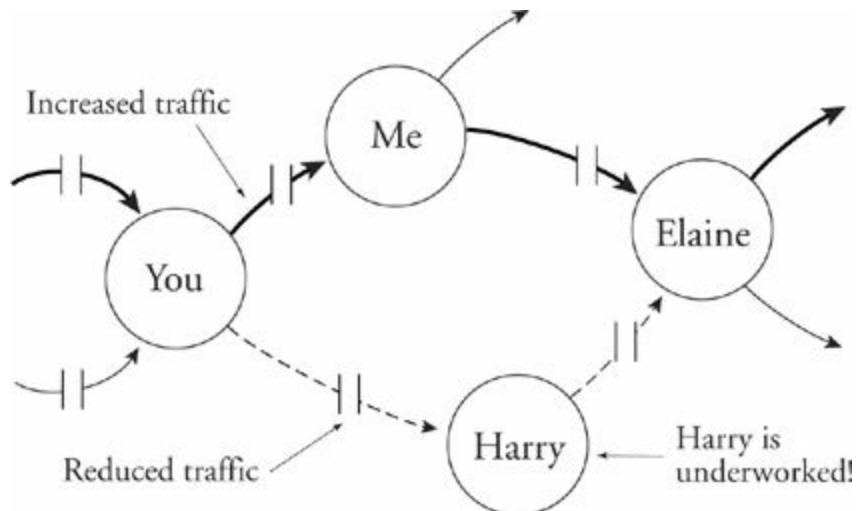 Increased traffic
Me
You
Elaine
Reduced traffic
Harry
Harry is
underworked!